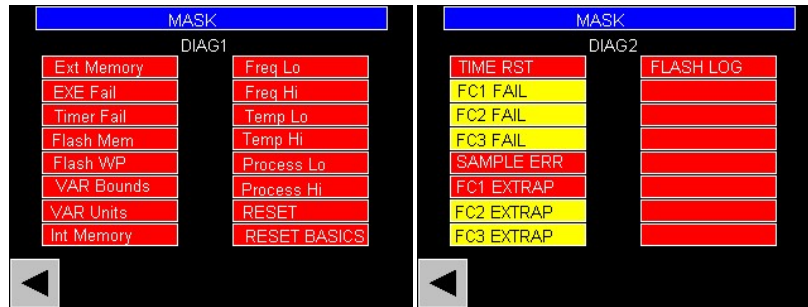 MASK
DIAG1
Ext Memory
EXE Fail
Timer Fail
Flash Mem
Flash WP
VAR Bounds
VAR Units
Int Memory
Freq Lo
Freq Hi
Temp Lo
Temp Hi
Process Lo
Process Hi
RESET
RESET BASICS
MASK
DIAG2
TIME RST
FC1 FAIL
FC2 FAIL
FC3 FAIL
SAMPLE ERR
FC1 EXTRAP
FC2 EXTRAP
FC3 EXTRAP
FLASH LOG